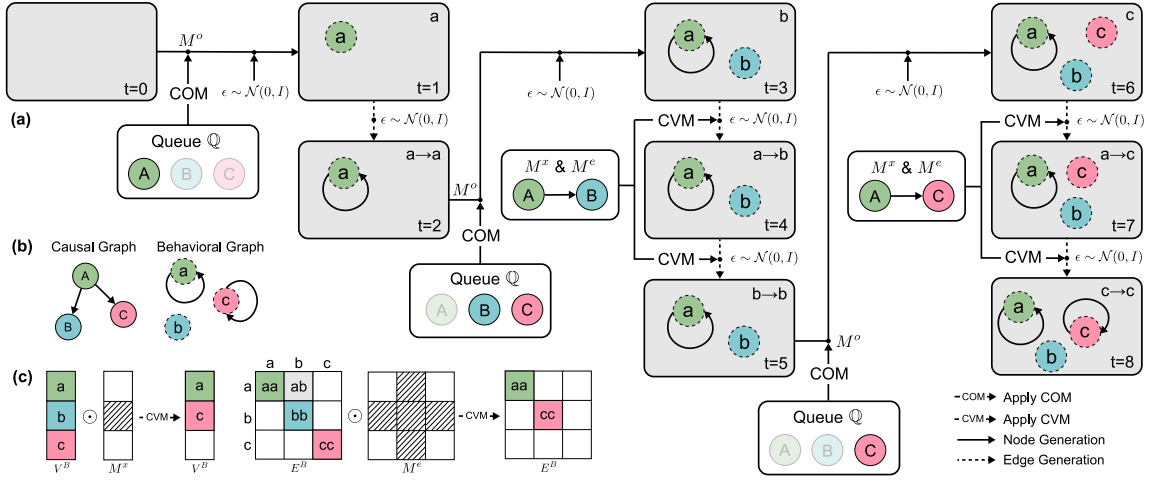 t=0
M^o
COM
ϵ ∼ N(0, I)
Queue ℚ
A B C
(a)
a
a
t=1
ϵ ∼ N(0, I)
a→a
a
t=2
M^o
COM
Queue ℚ
A B C
ϵ ∼ N(0, I)
b
a
b
t=3
M^x & M^e
A B
CVM
ϵ ∼ N(0, I)
a→b
a
b
t=4
CVM
ϵ ∼ N(0, I)
b→b
a
b
t=5
M^o
COM
Queue ℚ
A B C
ϵ ∼ N(0, I)
c
a
c
b
t=6
M^x & M^e
A C
CVM
ϵ ∼ N(0, I)
a→c
a
c
b
t=7
CVM
ϵ ∼ N(0, I)
c→c
a
c
b
t=8
(b)
Causal Graph
A
B
C
Behavioral Graph
a
c
b
(c)
a
b
c
V^B
⊙
M^x
CVM
a
c
V^B
a b c
a aa ab
b bb
c cc
E^B
⊙
M^e
CVM
aa
cc
E^B
COM Apply COM
CVM Apply CVM
Node Generation
Edge Generation